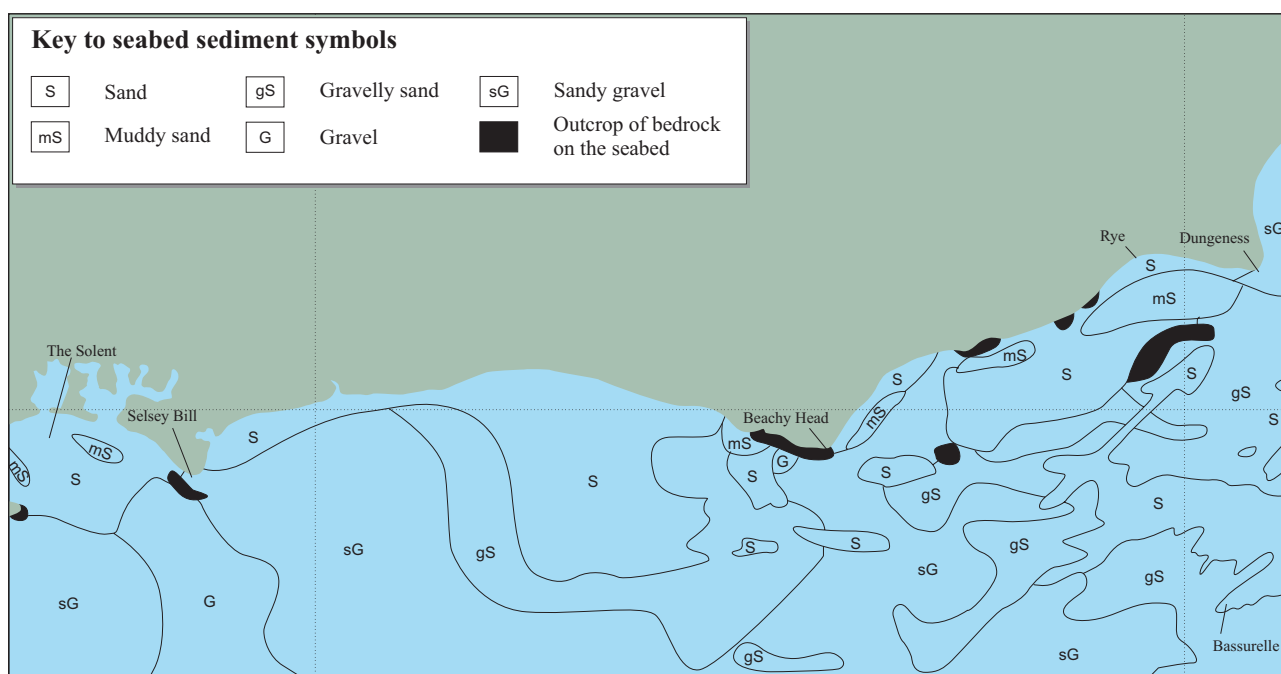 Key to seabed sediment symbols
S Sand
gS Gravelly sand
sG Sandy gravel
mS Muddy sand
G Gravel
Outcrop of bedrock
on the seabed
sG
Rye
Dungeness
S
mS
The Solent
mS
S
S
gS
Selsey Bill
S
Beachy Head
mS
S
mS
mS
mS
S
G
S
S
S
gS
S
sG
gS
S
S
sG
gS
gS
sG
G
Bassurelle
gS
sG